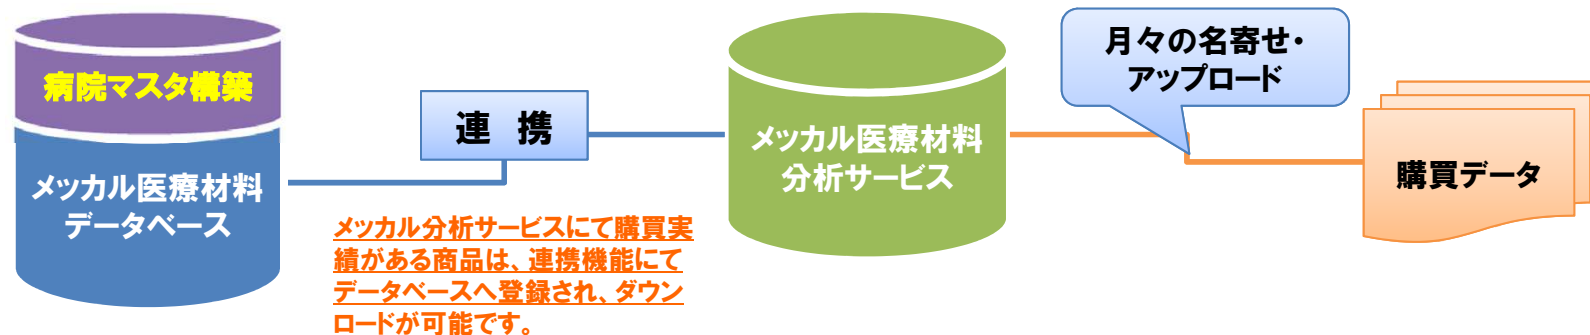 病院マスタ構築
メッカル医療材料
データベース
連 携
メッカル分析サービスにて購買実
績がある商品は、連携機能にて
データベースへ登録され、ダウン
ロードが可能です。
メッカル医療材料
分析サービス
月々の名寄せ・
アップロード
購買データ